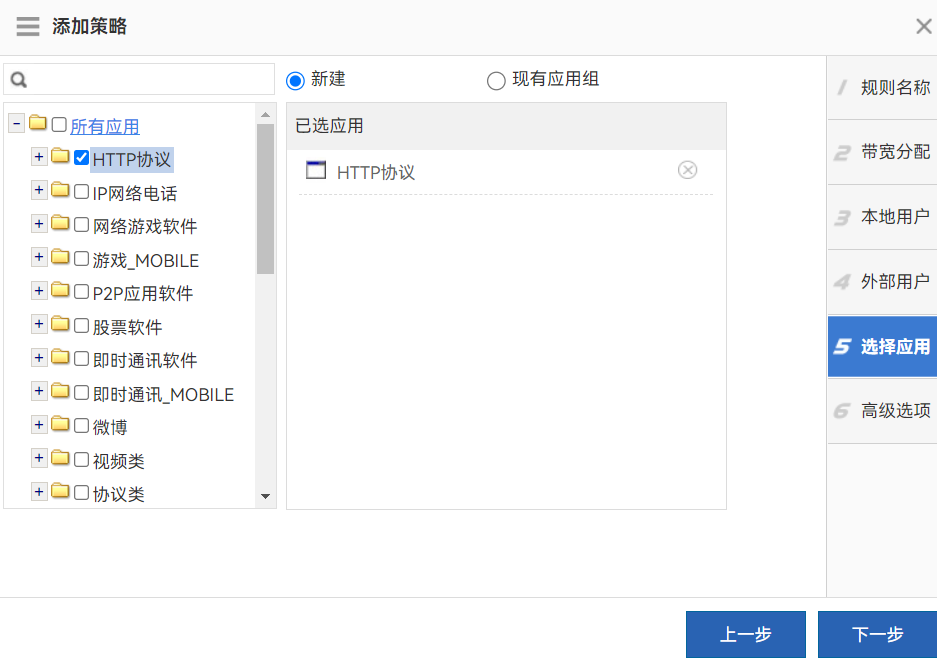 添加策略
新建
现有应用组
所有应用
HTTP协议
IP网络电话
网络游戏软件
游戏_MOBILE
P2P应用软件
股票软件
即时通讯软件
即时通讯_MOBILE
微博
视频类
协议类
已选应用
HTTP协议
1 规则名称
2 带宽分配
3 本地用户
4 外部用户
5 选择应用
6 高级选项
上一步
下一步